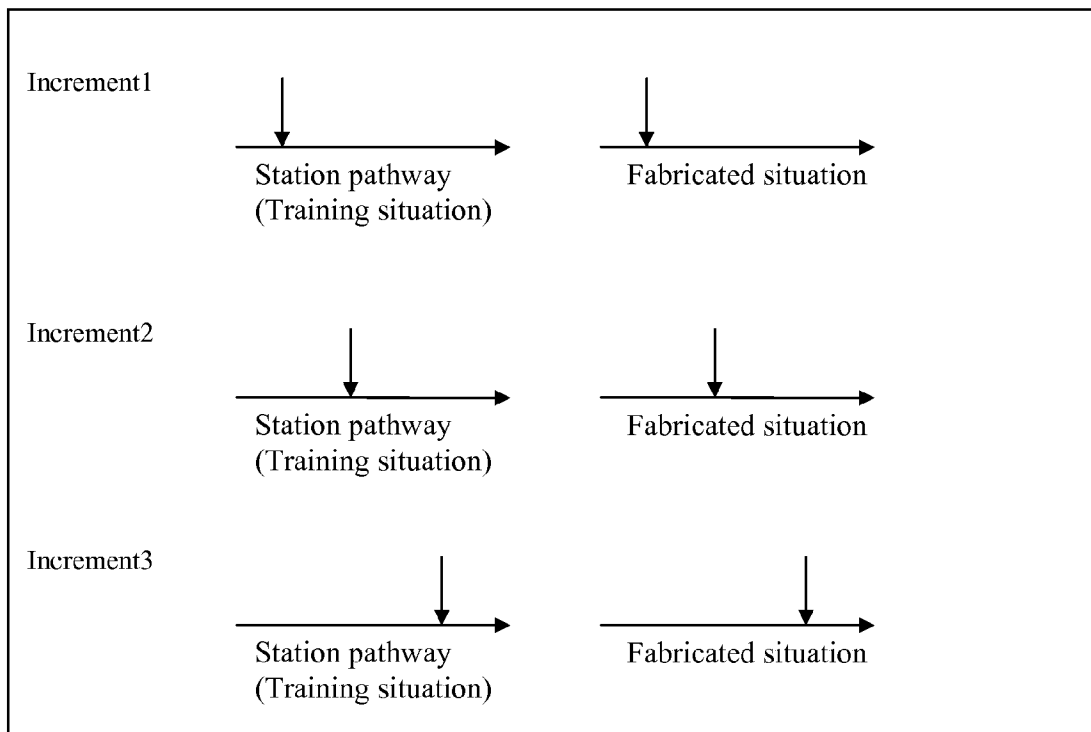 Increment1
Station pathway
(Training situation)
Fabricated situation
Increment2
Station pathway
(Training situation)
Fabricated situation
Increment3
Station pathway
(Training situation)
Fabricated situation